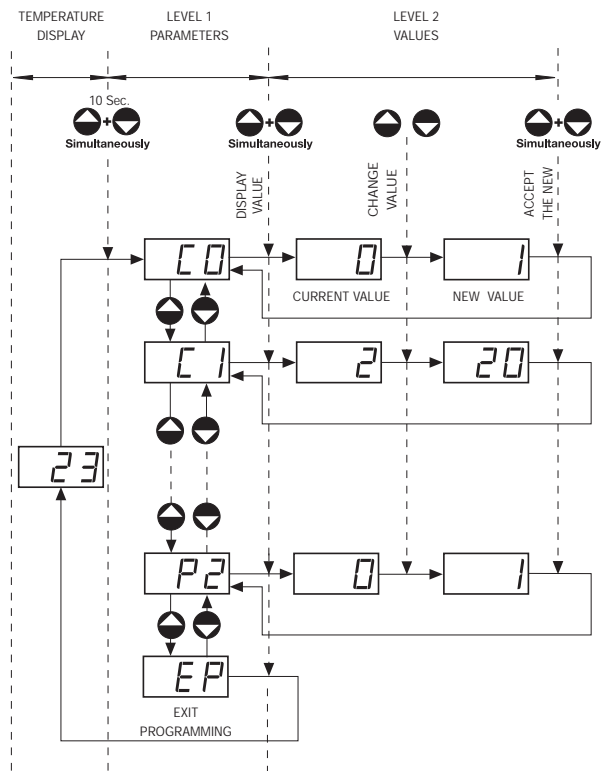 TEMPERATURE DISPLAY
LEVEL 1 PARAMETERS
LEVEL 2 VALUES
10 Sec.
+
Simultaneously
+
Simultaneously
+
Simultaneously
DISPLAY VALUE
CHANGE VALUE
ACCEPT THE NEW
C0
0
1
CURRENT VALUE
NEW VALUE
C1
2
20
23
P2
0
1
EP
EXIT PROGRAMMING